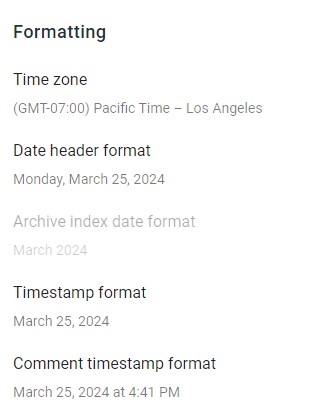 Formatting
Time zone
(GMT-07:00) Pacific Time – Los Angeles
Date header format
Monday, March 25, 2024
Archive index date format
March 2024
Timestamp format
March 25, 2024
Comment timestamp format
March 25, 2024 at 4:41 PM